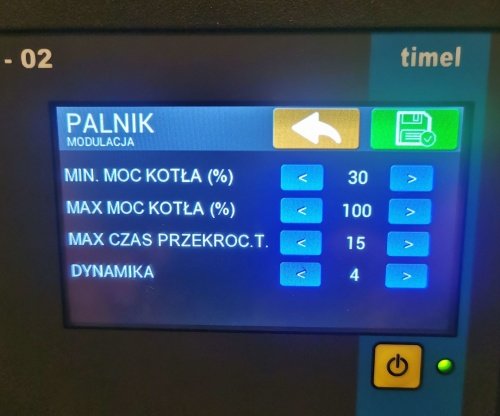 - 02 timel
PALNIK
MODULACJA
MIN. MOC KOTŁA (%) < 30 >
MAX MOC KOTŁA (%) < 100 >
MAX CZAS PRZEKROC.T. < 15 >
DYNAMIKA < 4 >